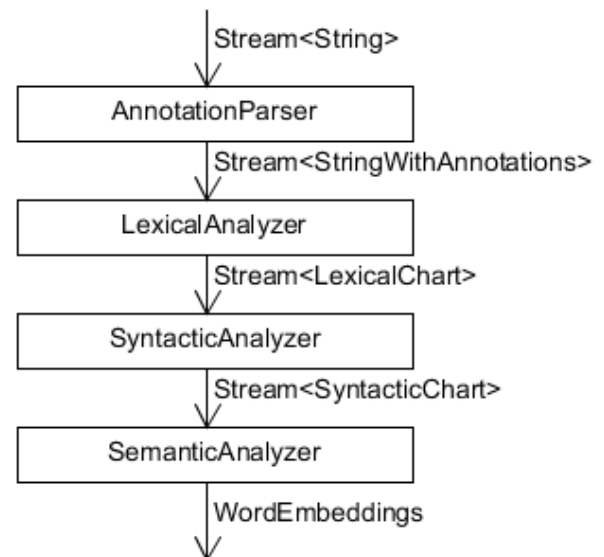 Stream<String>
AnnotationParser
Stream<StringWithAnnotations>
LexicalAnalyzer
Stream<LexicalChart>
SyntacticAnalyzer
Stream<SyntacticChart>
SemanticAnalyzer
WordEmbeddings